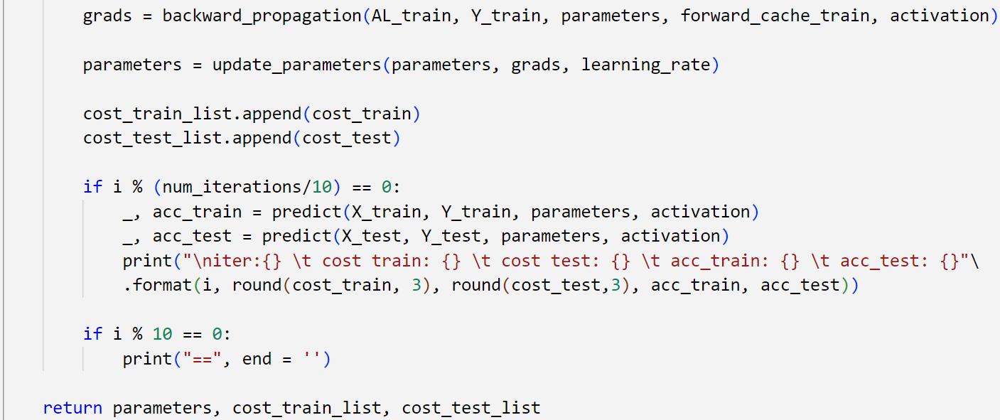 grads = backward_propagation(AL_train, Y_train, parameters, forward_cache_train, activation)
parameters = update_parameters(parameters, grads, learning_rate)
cost_train_list.append(cost_train)
cost_test_list.append(cost_test)
if i % (num_iterations/10) == 0:
_, acc_train = predict(X_train, Y_train, parameters, activation)
_, acc_test = predict(X_test, Y_test, parameters, activation)
print("\niter:{} \t cost train: {} \t cost test: {} \t acc_train: {} \t acc_test: {}"\
.format(i, round(cost_train, 3), round(cost_test,3), acc_train, acc_test))
if i % 10 == 0:
print("==", end = '')
return parameters, cost_train_list, cost_test_list